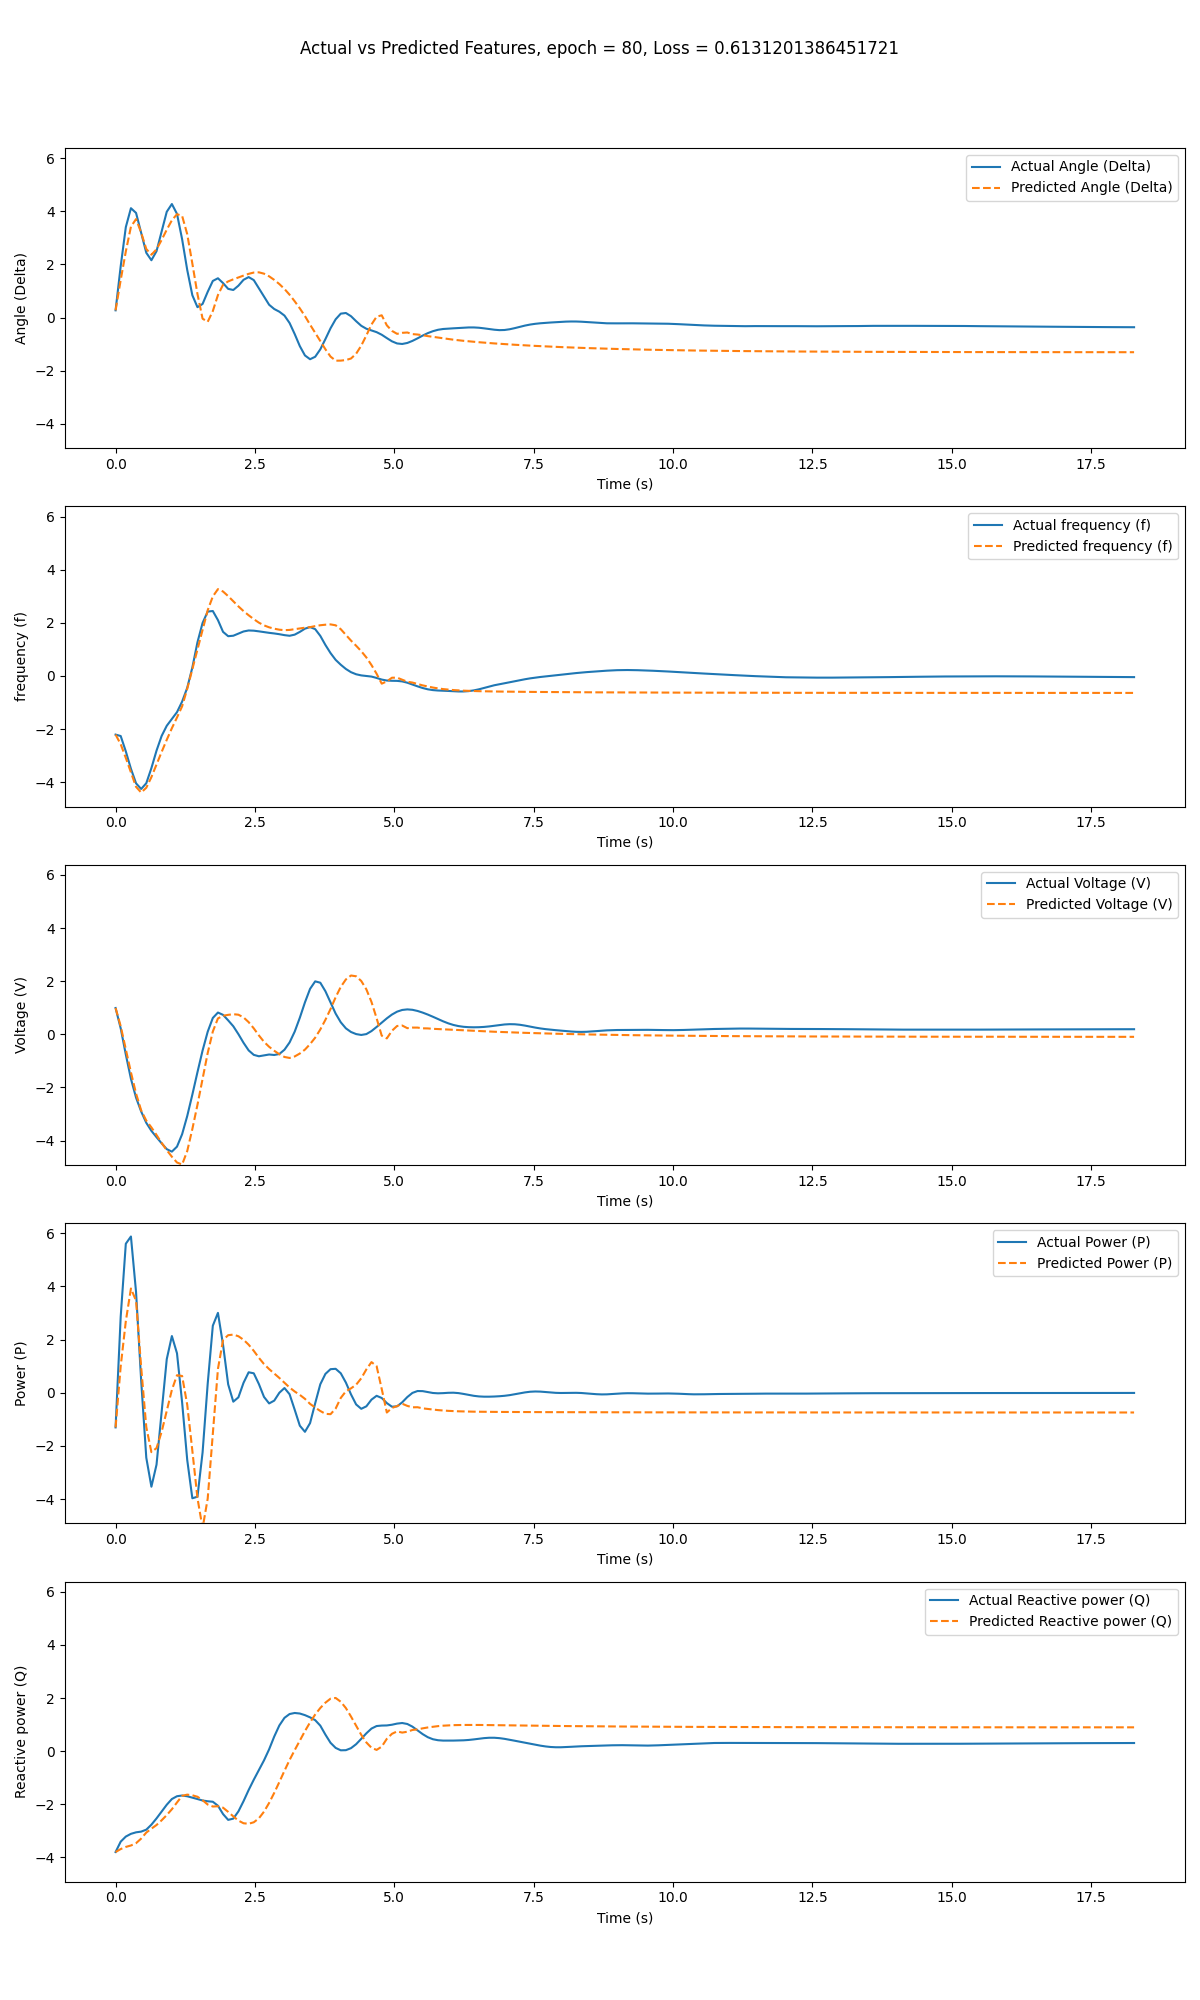 Actual vs Predicted Features, epoch = 80, Loss = 0.6131201386451721
Actual Angle (Delta)
Predicted Angle (Delta)
Angle (Delta)
6
4
2
0
−2
−4
0.0 2.5 5.0 7.5 10.0 12.5 15.0 17.5
Time (s)
Actual frequency (f)
Predicted frequency (f)
frequency (f)
6
4
2
0
−2
−4
0.0 2.5 5.0 7.5 10.0 12.5 15.0 17.5
Time (s)
Actual Voltage (V)
Predicted Voltage (V)
Voltage (V)
6
4
2
0
−2
−4
0.0 2.5 5.0 7.5 10.0 12.5 15.0 17.5
Time (s)
Actual Power (P)
Predicted Power (P)
Power (P)
6
4
2
0
−2
−4
0.0 2.5 5.0 7.5 10.0 12.5 15.0 17.5
Time (s)
Actual Reactive power (Q)
Predicted Reactive power (Q)
Reactive power (Q)
6
4
2
0
−2
−4
0.0 2.5 5.0 7.5 10.0 12.5 15.0 17.5
Time (s)